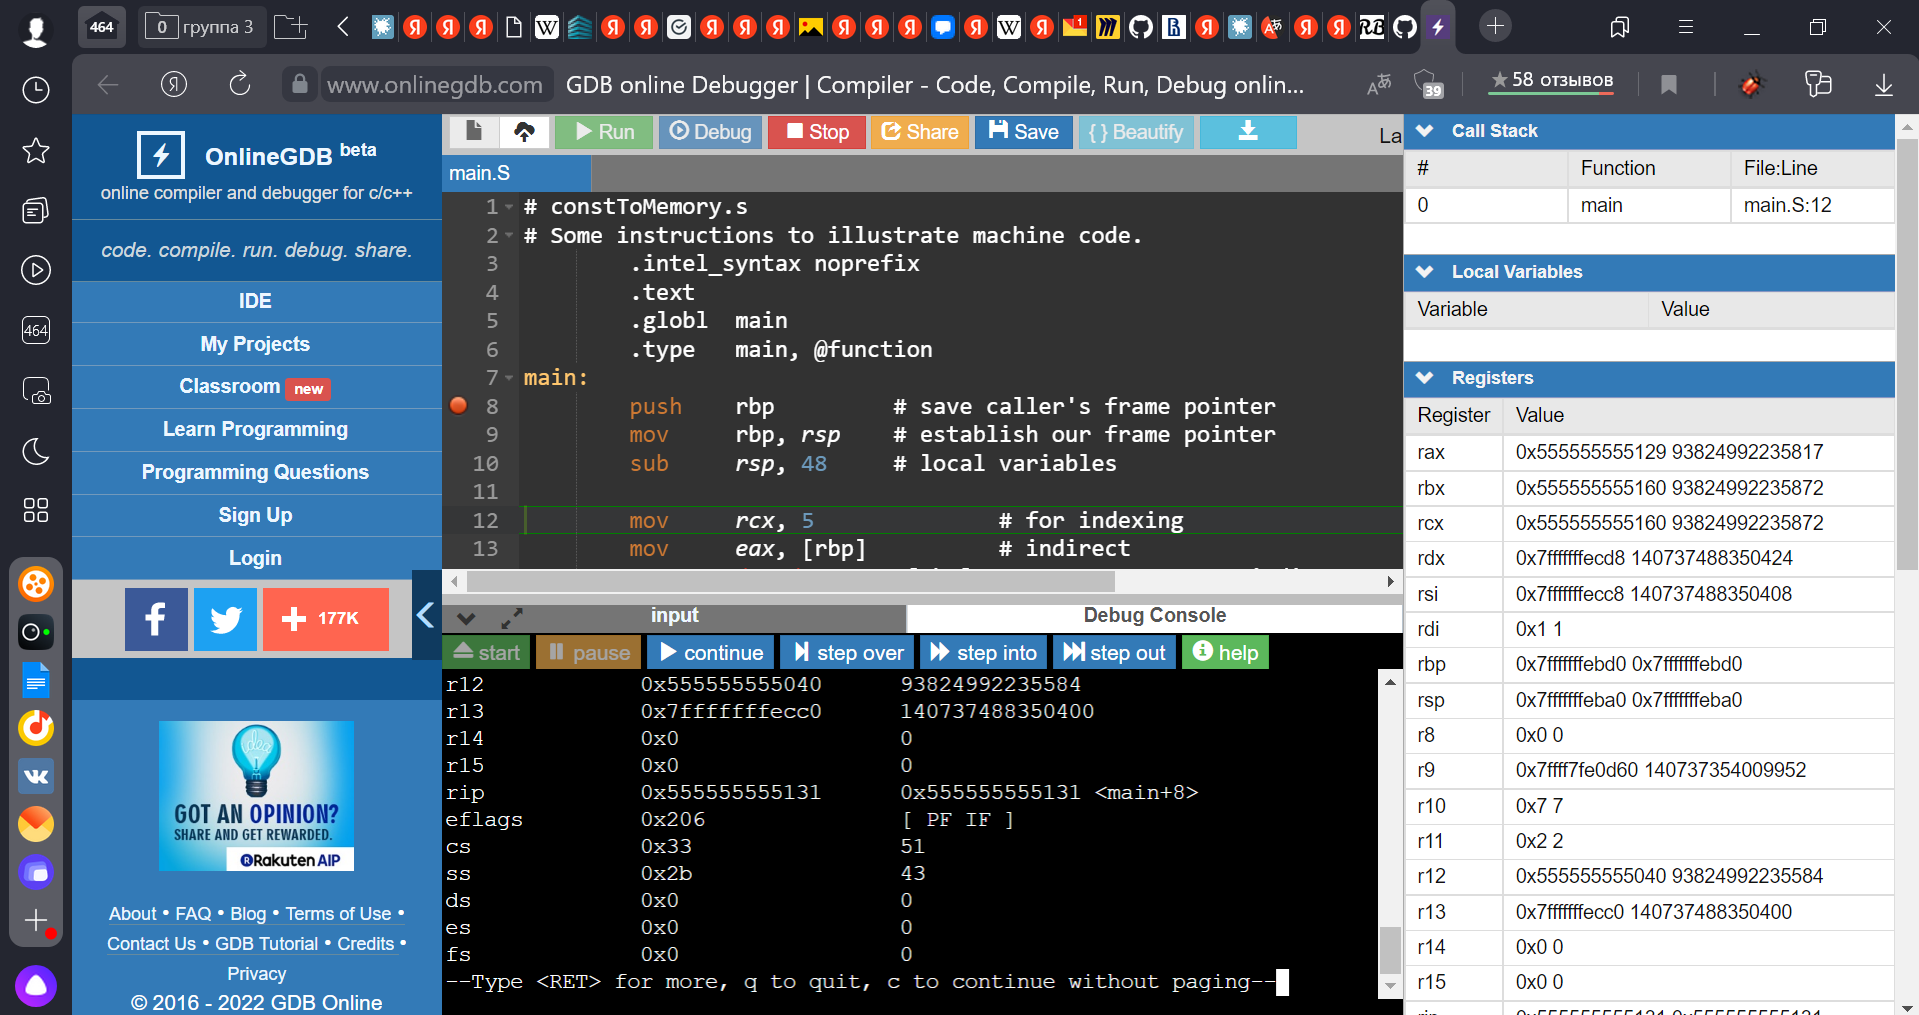 464
0 группа 3
1
www.onlinegdb.com GDB online Debugger | Compiler - Code, Compile, Run, Debug onlin...
39
★ 58 отзывов
464
OnlineGDB beta
online compiler and debugger for c/c++
code. compile. run. debug. share.
IDE
My Projects
Classroom new
Learn Programming
Programming Questions
Sign Up
Login
177K
GOT AN OPINION?
SHARE AND GET REWARDED.
Rakuten AIP
About • FAQ • Blog • Terms of Use •
Contact Us • GDB Tutorial • Credits •
Privacy
© 2016 - 2022 GDB Online
Run Debug Stop Share Save {} Beautify La
main.S
1 # constToMemory.s
2 # Some instructions to illustrate machine code.
3 .intel_syntax noprefix
4 .text
5 .globl main
6 .type main, @function
7 main:
8 push rbp # save caller's frame pointer
9 mov rbp, rsp # establish our frame pointer
10 sub rsp, 48 # local variables
11
12 mov rcx, 5 # for indexing
13 mov eax, [rbp] # indirect
input Debug Console
start pause continue step over step into step out help
r12 0x555555555040 93824992235584
r13 0x7fffffffecc0 140737488350400
r14 0x0 0
r15 0x0 0
rip 0x555555555131 0x555555555131 <main+8>
eflags 0x206 [ PF IF ]
cs 0x33 51
ss 0x2b 43
ds 0x0 0
es 0x0 0
fs 0x0 0
--Type <RET> for more, q to quit, c to continue without paging--
Call Stack
# Function File:Line
0 main main.S:12
Local Variables
Variable Value
Registers
Register Value
rax 0x555555555129 93824992235817
rbx 0x555555555160 93824992235872
rcx 0x555555555160 93824992235872
rdx 0x7fffffffecd8 140737488350424
rsi 0x7fffffffecc8 140737488350408
rdi 0x1 1
rbp 0x7fffffffebd0 0x7fffffffebd0
rsp 0x7fffffffeba0 0x7fffffffeba0
r8 0x0 0
r9 0x7ffff7fe0d60 140737354009952
r10 0x7 7
r11 0x2 2
r12 0x555555555040 93824992235584
r13 0x7fffffffecc0 140737488350400
r14 0x0 0
r15 0x0 0